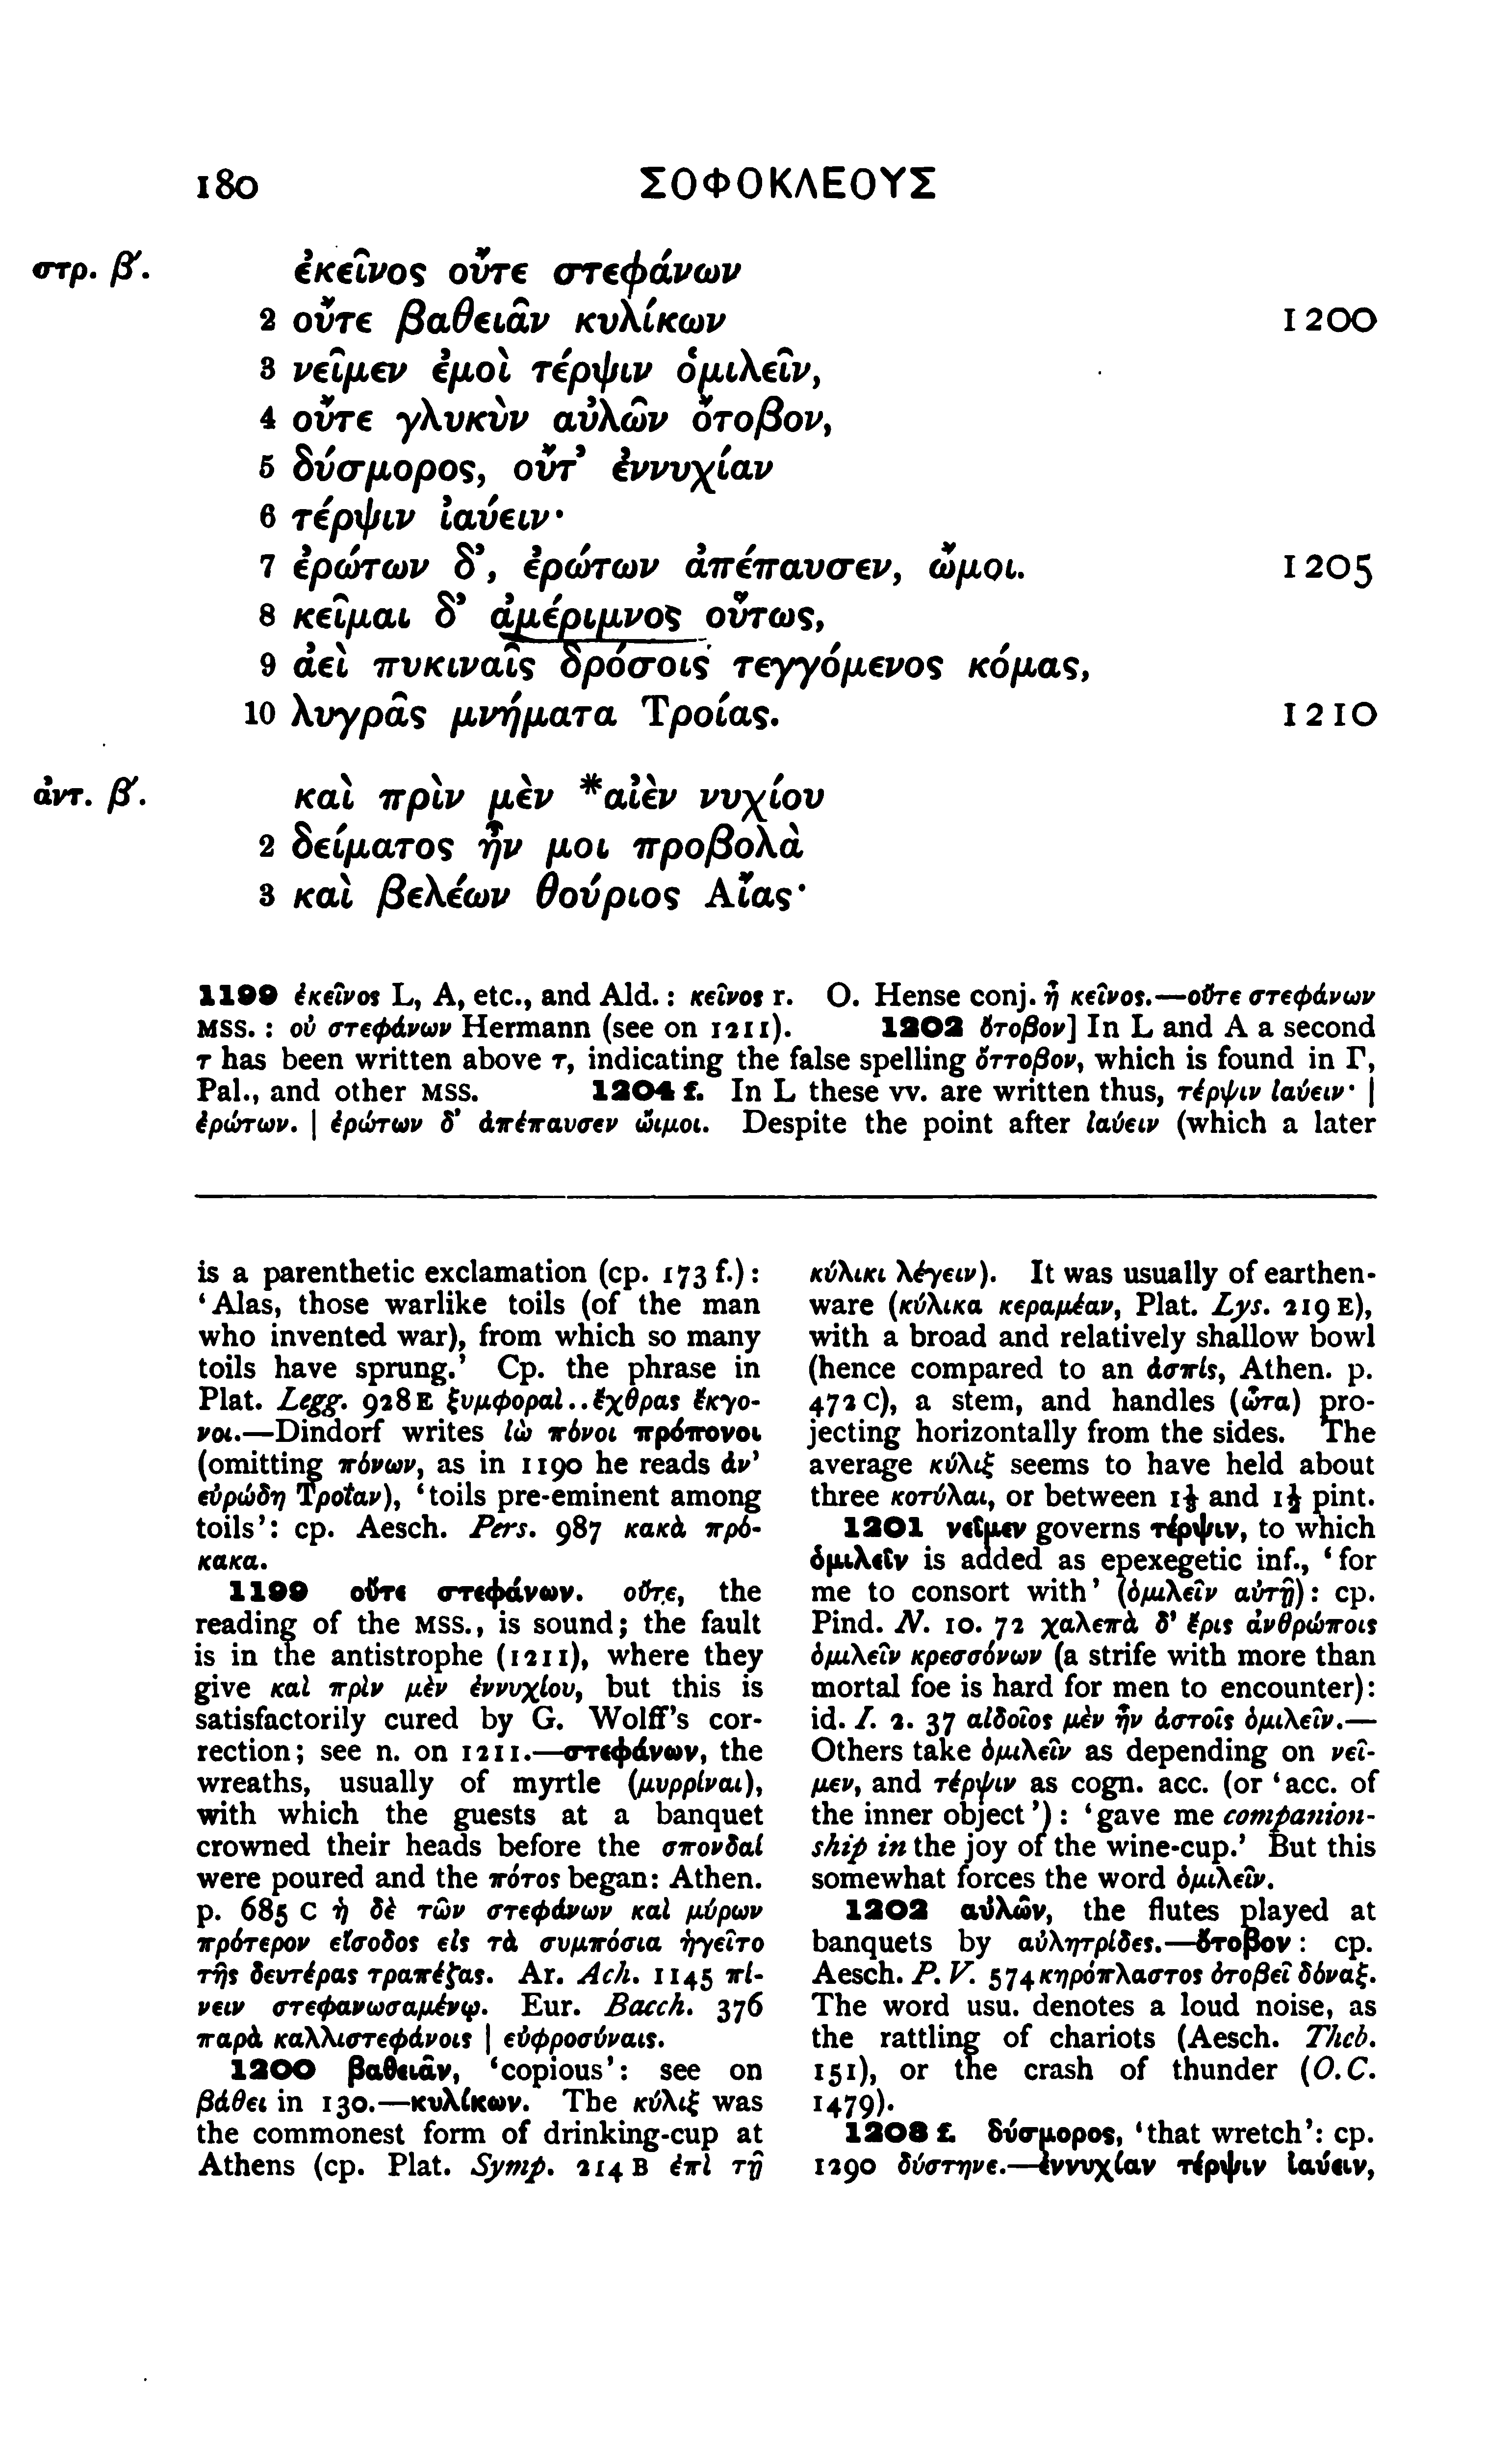 180 ΣΟΦΟΚΛΕΟΥΣ
στρ. β΄. ἐκεῖνος οὔτε στεφάνων
2 οὔτε βαθειᾶν κυλίκων 1200
3 νεῖμεν ἐμοὶ τέρψιν ὁμιλεῖν,
4 οὔτε γλυκὺν αὐλῶν ὄτοβον,
5 δύσμορος, οὔτ᾽ ἐννυχίαν
6 τέρψιν ἰαύειν·
7 ἐρώτων δ᾽, ἐρώτων ἀπέπαυσεν, ὤμοι. 1205
8 κεῖμαι δ᾽ ἀμέριμνος οὕτως,
9 ἀεὶ πυκιναῖς δρόσοις τεγγόμενος κόμας,
10 λυγρᾶς μνήματα Τροίας. 1210
ἀντ. β΄. καὶ πρὶν μὲν *αἰὲν νυχίου
2 δείματος ἦν μοι προβολὰ
3 καὶ βελέων θούριος Αἴας·
1199 ἐκεῖνος L, A, etc., and Ald. : κεῖνος r. O. Hense conj. ἦ κεῖνος.—οὔτε στεφάνων
MSS. : οὐ στεφάνων Hermann (see on 1211). 1202 ὄτοβον] In L and A a second
τ has been written above τ, indicating the false spelling ὄττοβον, which is found in Γ,
Pal., and other MSS. 1204 f. In L these vv. are written thus, τέρψιν ἰαύειν· |
ἐρώτων. | ἐρώτων δ᾽ ἀπέπαυσεν ὤιμοι. Despite the point after ἰαύειν (which a later
is a parenthetic exclamation (cp. 173 f.) :
‘Alas, those warlike toils (of the man
who invented war), from which so many
toils have sprung.’ Cp. the phrase in
Plat. Legg. 928 E ξυμφοραὶ..ἔχθρας ἔκγο-
νοι.—Dindorf writes ἰὼ πόνοι πρόπονοι
(omitting πόνων, as in 1190 he reads ἀν᾽
εὐρώδη Τροΐαν), ‘toils pre-eminent among
toils’: cp. Aesch. Pers. 987 κακὰ πρό-
κακα.
1199 οὔτε στεφάνων. οὔτε, the
reading of the MSS., is sound; the fault
is in the antistrophe (1211), where they
give καὶ πρὶν μὲν ἐννυχίου, but this is
satisfactorily cured by G. Wolff’s cor-
rection; see n. on 1211.—στεφάνων, the
wreaths, usually of myrtle (μυρρίναι),
with which the guests at a banquet
crowned their heads before the σπονδαί
were poured and the πότος began: Athen.
p. 685 C ἡ δὲ τῶν στεφάνων καὶ μύρων
πρότερον εἴσοδος εἰς τὰ συμπόσια ἡγεῖτο
τῆς δευτέρας τραπέζας. Ar. Ach. 1145 πί-
νειν στεφανωσαμένῳ. Eur. Bacch. 376
παρὰ καλλιστεφάνοις | εὐφροσύναις.
1200 βαθειᾶν, ‘copious’: see on
βάθει in 130.—κυλίκων. The κύλιξ was
the commonest form of drinking-cup at
Athens (cp. Plat. Symp. 214 B ἐπὶ τῇ
κύλικι λέγειν). It was usually of earthen-
ware (κύλικα κεραμέαν, Plat. Lys. 219 E),
with a broad and relatively shallow bowl
(hence compared to an ἀσπίς, Athen. p.
472 C), a stem, and handles (ὦτα) pro-
jecting horizontally from the sides. The
average κύλιξ seems to have held about
three κοτύλαι, or between and pint.
1201 νεῖμεν governs τέρψιν, to which
ὁμιλεῖν is added as epexegetic inf., ‘for
me to consort with’ (ὁμιλεῖν αὐτῇ) : cp.
Pind. N. 10. 72 χαλεπὰ δ᾽ ἔρις ἀνθρώποις
ὁμιλεῖν κρεσσόνων (a strife with more than
mortal foe is hard for men to encounter):
id. I. 2. 37 αἰδοῖος μὲν ἦν ἀστοῖς ὁμιλεῖν.—
Others take ὁμιλεῖν as depending on νεῖ-
μεν, and τέρψιν as cogn. acc. (or ‘acc. of
the inner object’) : ‘gave me companion-
ship in the joy of the wine-cup.’ But this
somewhat forces the word ὁμιλεῖν.
1202 αὐλῶν, the flutes played at
banquets by αὐλητρίδες.—ὄτοβον : cp.
Aesch. P. V. 574 κηρόπλαστος ὀτοβεῖ δόναξ.
The word usu. denotes a loud noise, as
the rattling of chariots (Aesch. Theb.
151), or the crash of thunder (O. C.
1479).
1203 f. δύσμορος, ‘that wretch’: cp.
1290 δύστηνε.—ἐννυχίαν τέρψιν ἰαύειν,